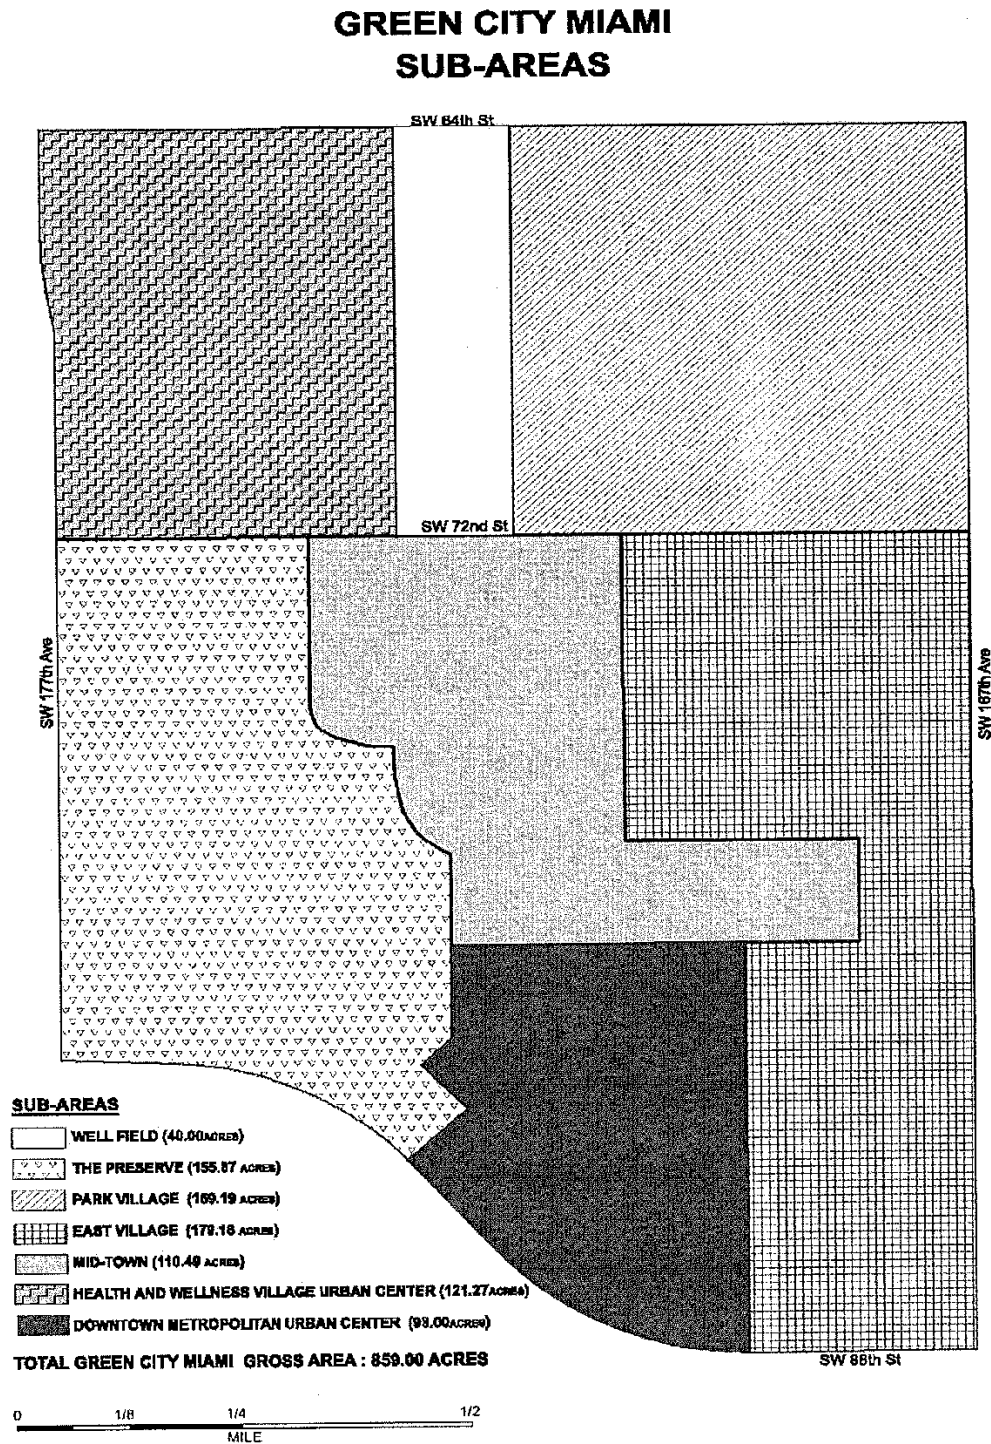 GREEN CITY MIAMI
SUB-AREAS
SW 64th St
SW 72nd St
SW 177th Ave
SW 167th Ave
SUB-AREAS
WELL FIELD (40.00ACRES)
THE PRESERVE (155.87 ACRES)
PARK VILLAGE (159.19 ACRES)
EAST VILLAGE (179.18 ACRES)
MID-TOWN (110.49 ACRES)
HEALTH AND WELLNESS VILLAGE URBAN CENTER (121.27ACRES)
DOWNTOWN METROPOLITAN URBAN CENTER (93.00ACRES)
TOTAL GREEN CITY MIAMI GROSS AREA : 859.00 ACRES
SW 88th St
0 1/8 1/4 1/2
MILE